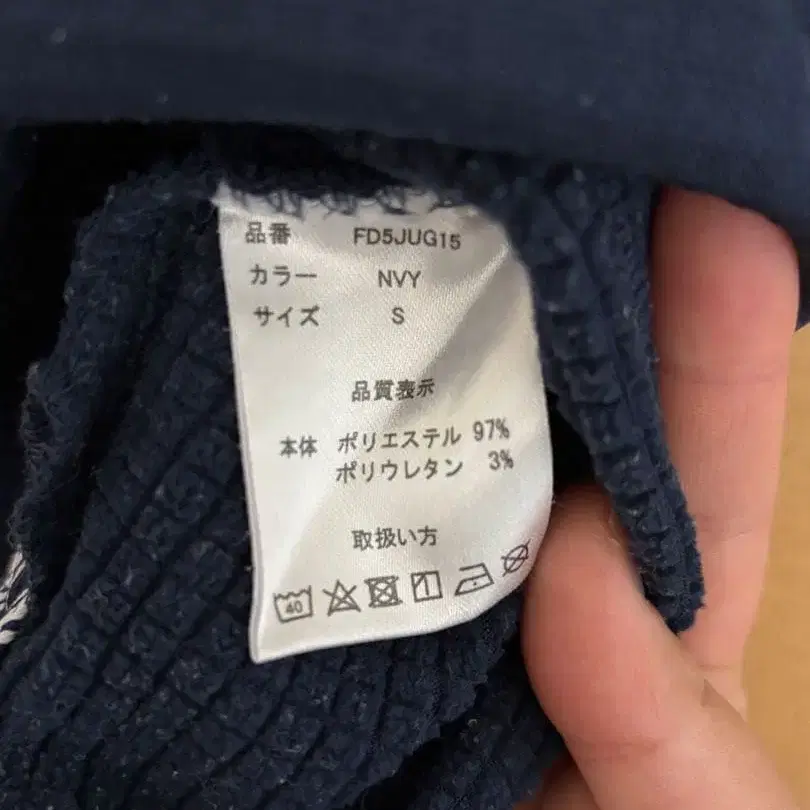 品番 FD5JUG15
カラー NVY
サイズ S
品質表示
本体 ポリエステル 97%
ポリウレタン 3%
取扱い方
40